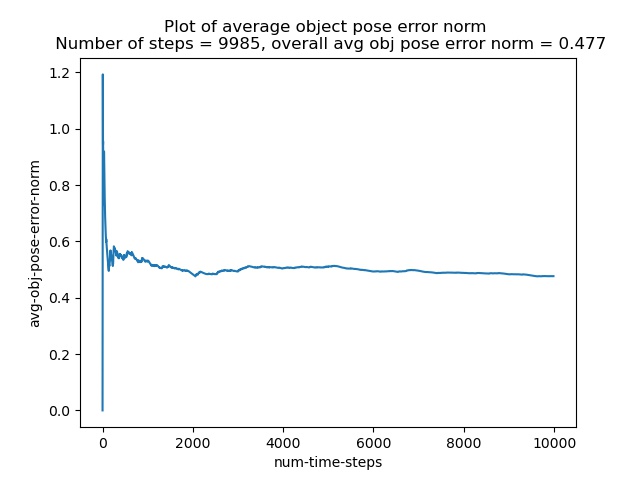 Plot of average object pose error norm
Number of steps = 9985, overall avg obj pose error norm = 0.477
1.2
1.0
0.8
0.6
0.4
0.2
0.0
avg-obj-pose-error-norm
0 2000 4000 6000 8000 10000
num-time-steps